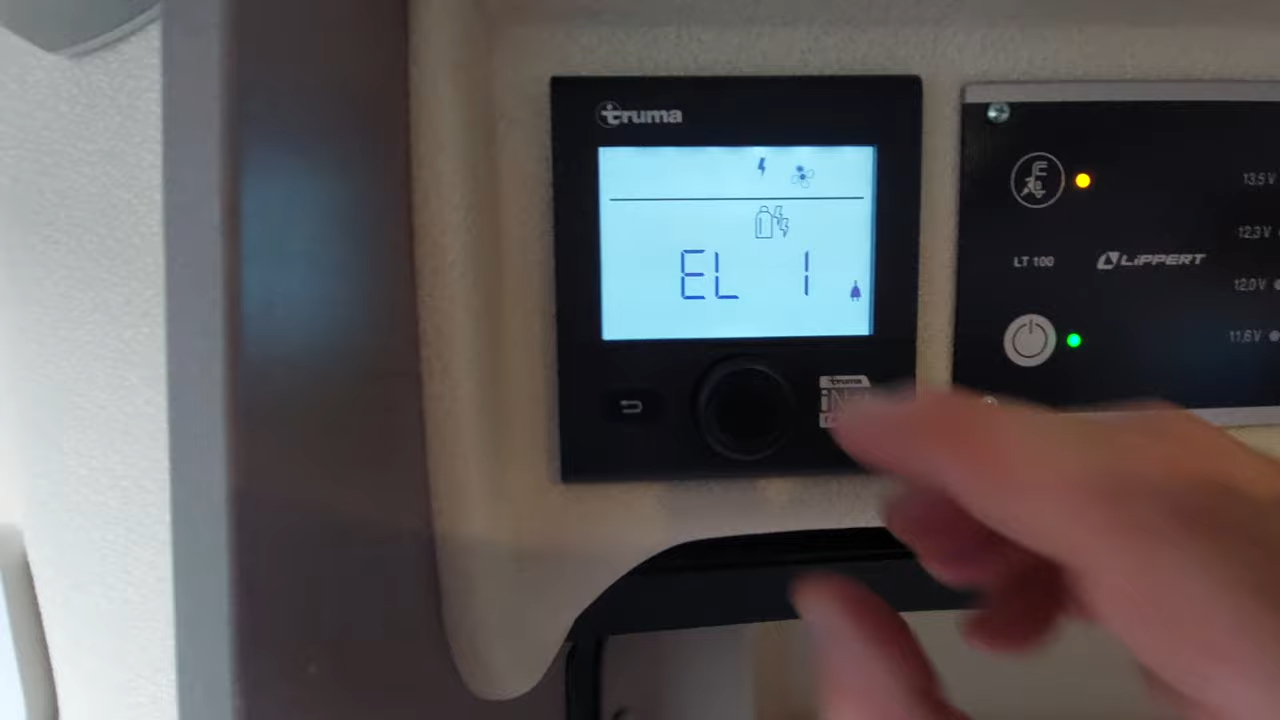 truma
EL 1
truma
13,5 V
12,3 V
LT 100
LiPPERT
12,0 V
11,6 V